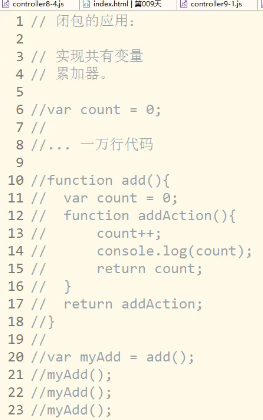 controller8-4.js
index.html | 第009天
controller9-1.js
1 // 闭包的应用:
2
3 // 实现共有变量
4 // 累加器。
5
6 //var count = 0;
7 //
8 //... 一万行代码
9
10 //function add(){
11 //  var count = 0;
12 //  function addAction(){
13 //      count++;
14 //      console.log(count);
15 //      return count;
16 //  }
17 //  return addAction;
18 //}
19 //
20 //var myAdd = add();
21 //myAdd();
22 //myAdd();
23 //myAdd();